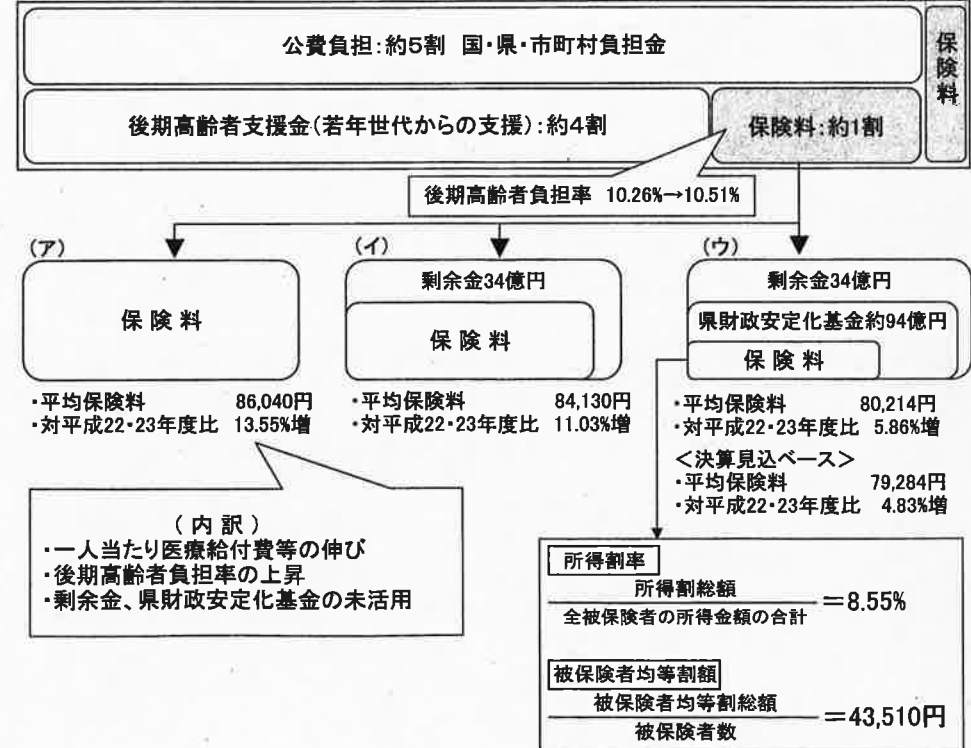 公費負担:約5割 国・県・市町村負担金
保険料
後期高齢者支援金(若年世代からの支援):約4割
保険料:約1割
後期高齢者負担率 10.26%→10.51%
(ア)
保険料
・平均保険料 86,040円
・対平成22・23年度比 13.55%増
(内訳)
・一人当たり医療給付費等の伸び
・後期高齢者負担率の上昇
・剰余金、県財政安定化基金の未活用
(イ)
剰余金34億円
保険料
・平均保険料 84,130円
・対平成22・23年度比 11.03%増
(ウ)
剰余金34億円
県財政安定化基金約94億円
保険料
・平均保険料 80,214円
・対平成22・23年度比 5.86%増
<決算見込ベース>
・平均保険料 79,284円
・対平成22・23年度比 4.83%増
所得割率
所得割総額
全被保険者の所得金額の合計
=8.55%
被保険者均等割額
被保険者均等割総額
被保険者数
=43,510円